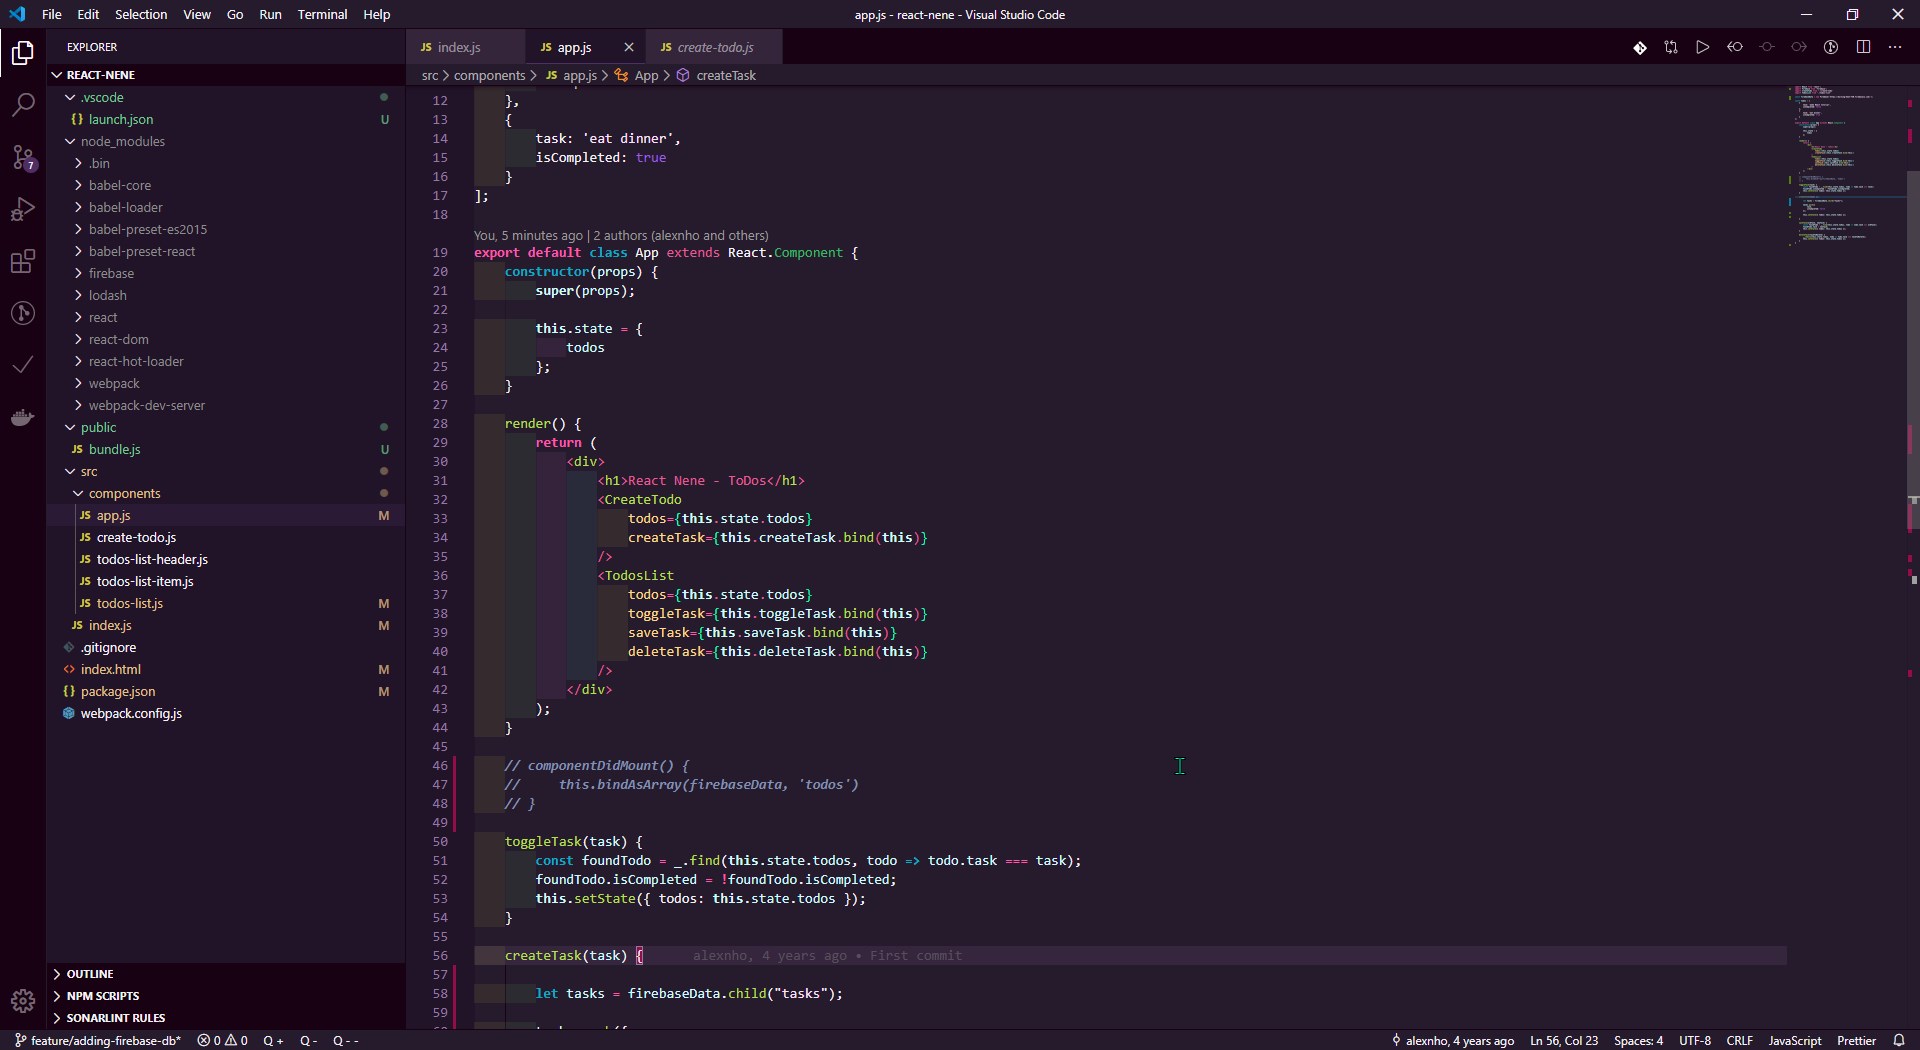 File Edit Selection View Go Run Terminal Help
app.js - react-nene - Visual Studio Code
EXPLORER
REACT-NENE
.vscode
launch.json U
node_modules
.bin
babel-core
babel-loader
babel-preset-es2015
babel-preset-react
firebase
lodash
react
react-dom
react-hot-loader
webpack
webpack-dev-server
public
JS bundle.js U
src
components
JS app.js M
JS create-todo.js
JS todos-list-header.js
JS todos-list-item.js
JS todos-list.js M
JS index.js M
.gitignore
index.html M
package.json M
webpack.config.js
OUTLINE
NPM SCRIPTS
SONARLINT RULES
7
JS index.js
JS app.js
JS create-todo.js
src > components > JS app.js > App > createTask
12 },
13 {
14 task: 'eat dinner',
15 isCompleted: true
16 }
17 ];
18
You, 5 minutes ago | 2 authors (alexnho and others)
19 export default class App extends React.Component {
20 constructor(props) {
21 super(props);
22
23 this.state = {
24 todos
25 };
26 }
27
28 render() {
29 return (
30 <div>
31 <h1>React Nene - ToDos</h1>
32 <CreateTodo
33 todos={this.state.todos}
34 createTask={this.createTask.bind(this)}
35 />
36 <TodosList
37 todos={this.state.todos}
38 toggleTask={this.toggleTask.bind(this)}
39 saveTask={this.saveTask.bind(this)}
40 deleteTask={this.deleteTask.bind(this)}
41 />
42 </div>
43 );
44 }
45
46 // componentDidMount() {
47 // this.bindAsArray(firebaseData, 'todos')
48 // }
49
50 toggleTask(task) {
51 const foundTodo = _.find(this.state.todos, todo => todo.task === task);
52 foundTodo.isCompleted = !foundTodo.isCompleted;
53 this.setState({ todos: this.state.todos });
54 }
55
56 createTask(task) { alexnho, 4 years ago • First commit
57
58 let tasks = firebaseData.child("tasks");
59
feature/adding-firebase-db* 0 0 Q + Q - Q - -
alexnho, 4 years ago Ln 56, Col 23 Spaces: 4 UTF-8 CRLF JavaScript Prettier